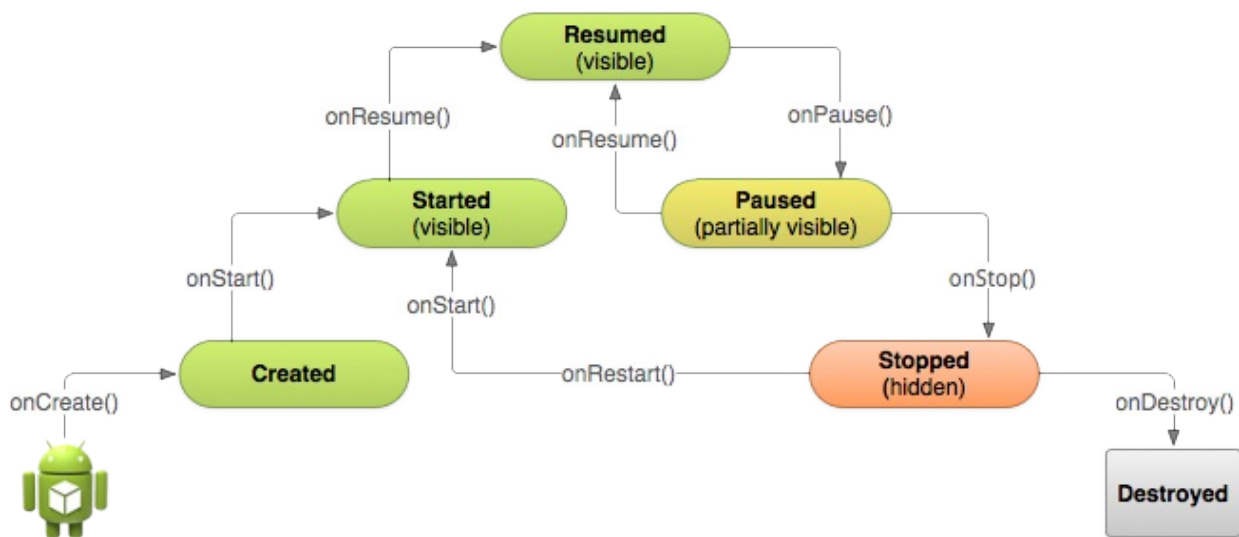 Resumed
(visible)
onResume()
onResume()
onPause()
Started
(visible)
Paused
(partially visible)
onStart()
onStart()
onStop()
Created
onRestart()
Stopped
(hidden)
onCreate()
onDestroy()
Destroyed